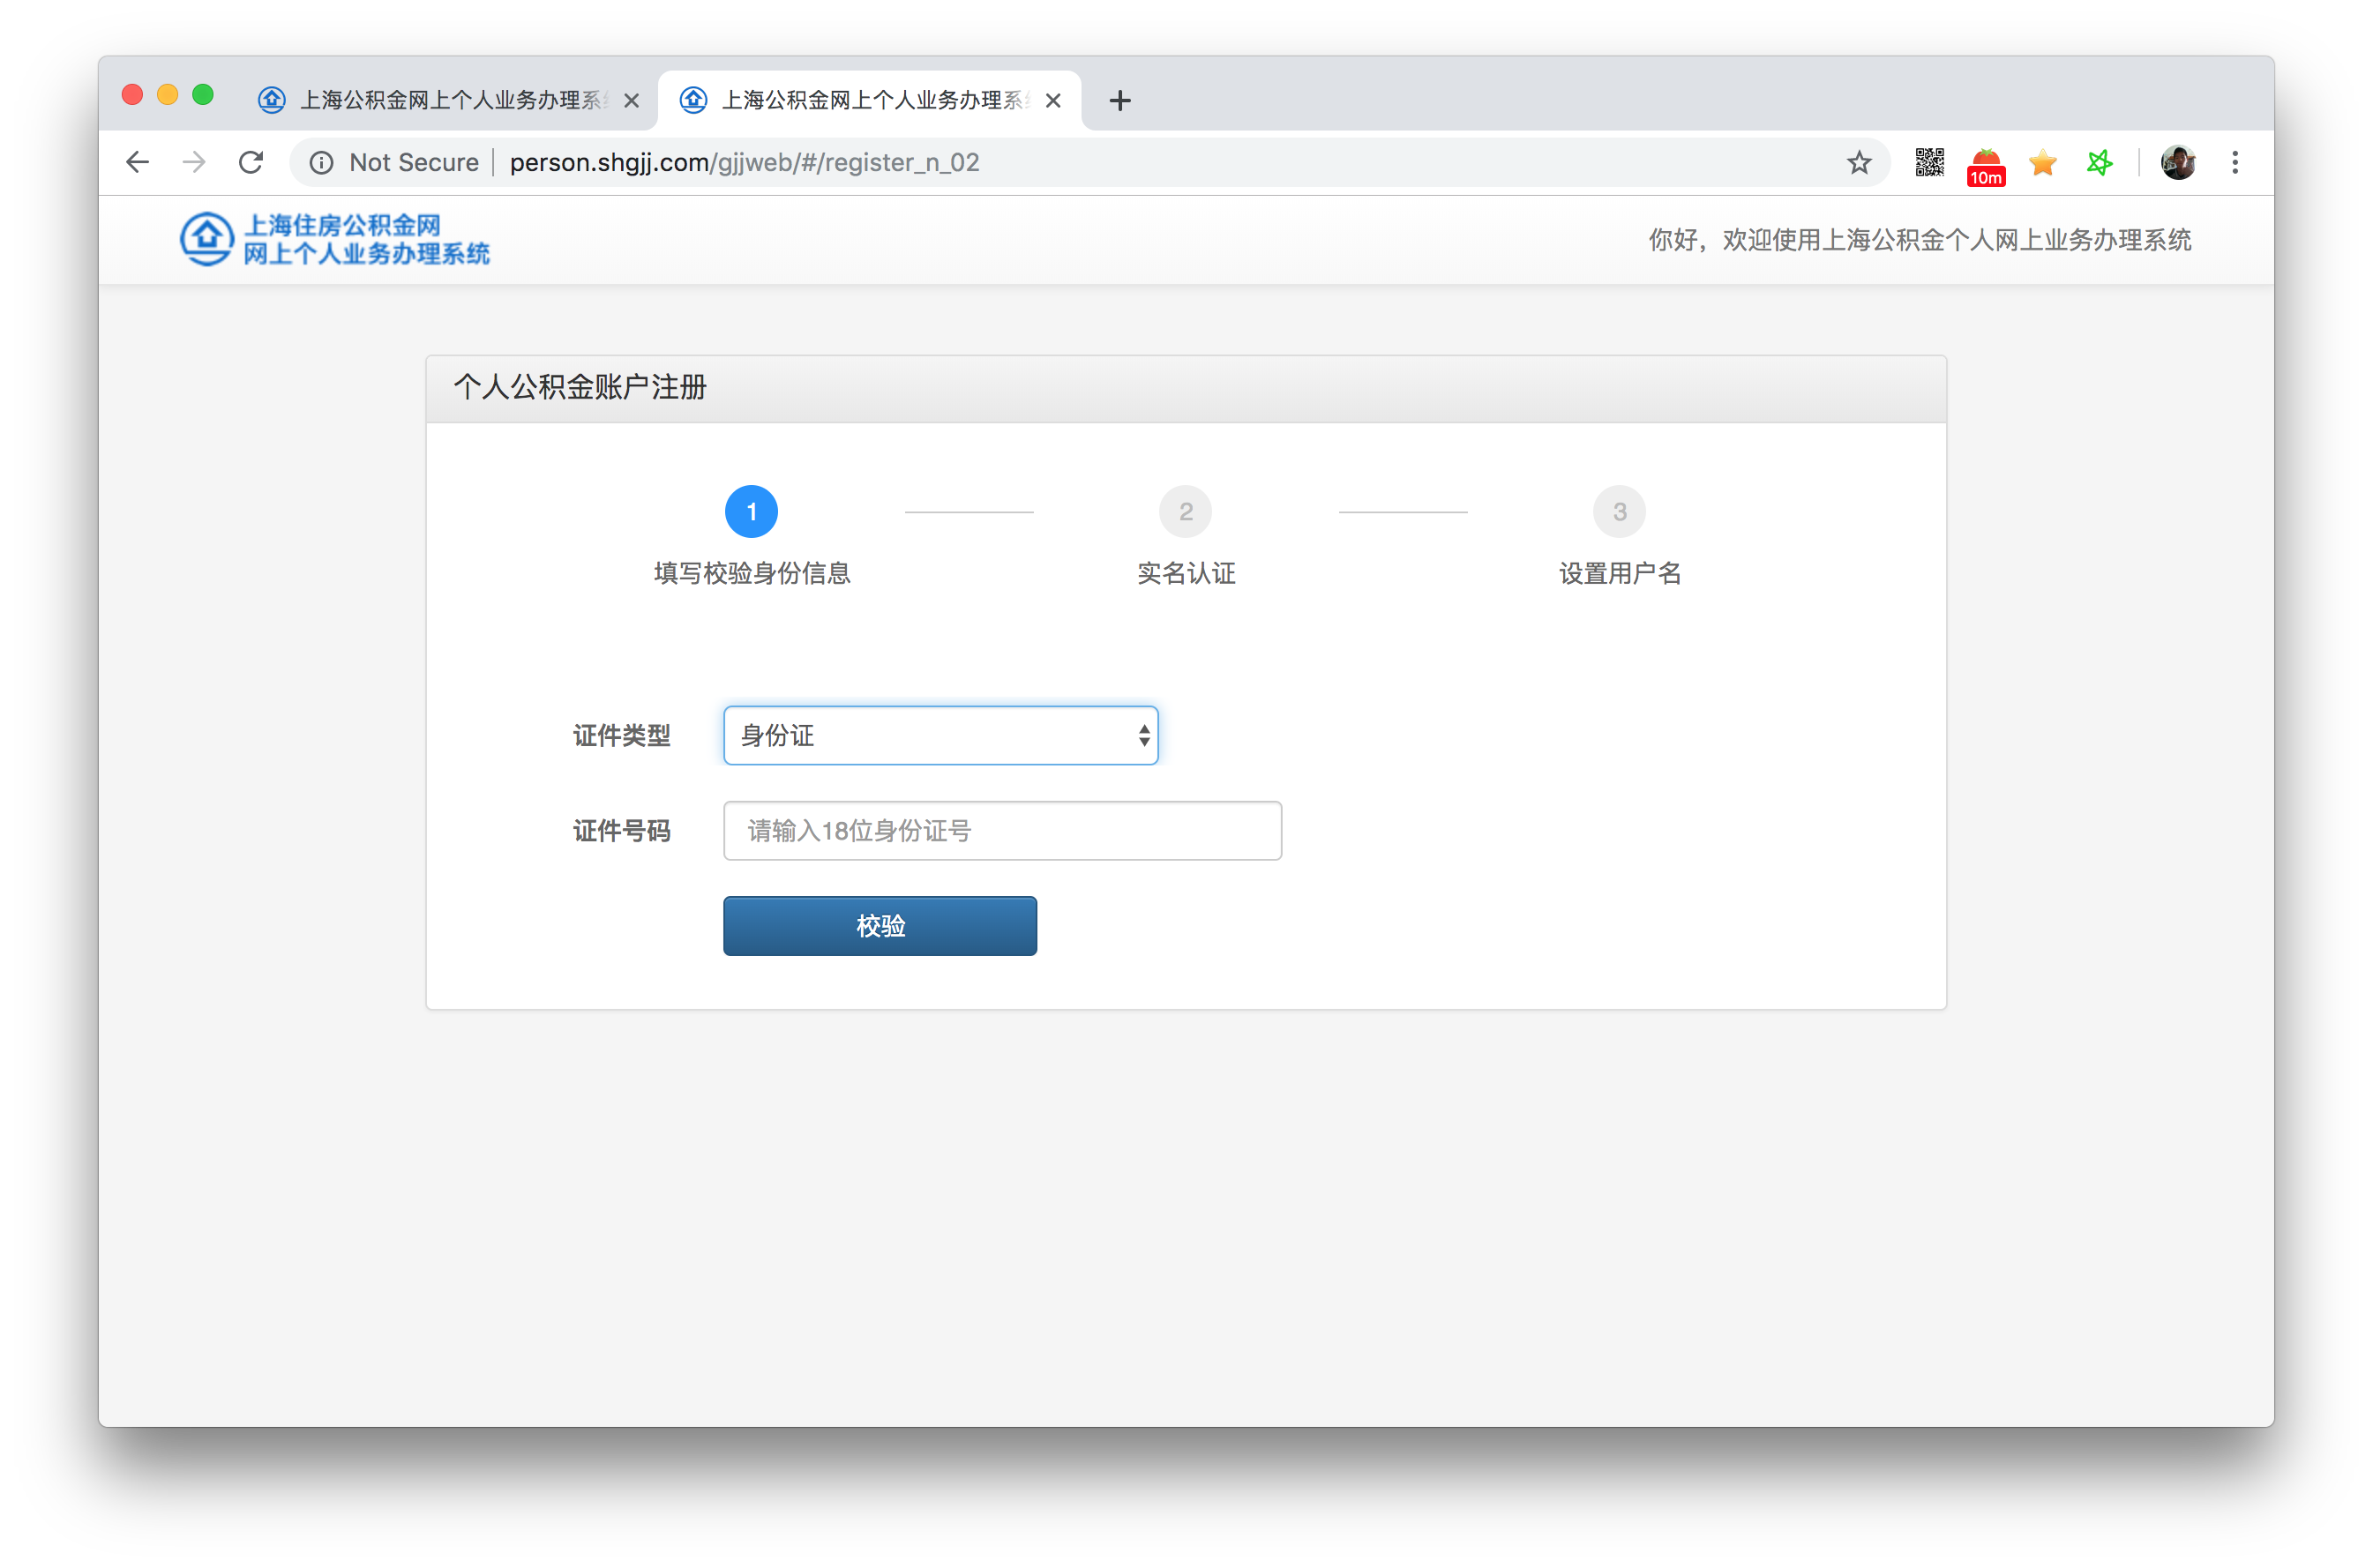 上海公积金网上个人业务办理系
上海公积金网上个人业务办理系
Not Secure
person.shgjj.com/gjjweb/#/register_n_02
10m
上海住房公积金网
网上个人业务办理系统
你好，欢迎使用上海公积金个人网上业务办理系统
个人公积金账户注册
1
2
3
填写校验身份信息
实名认证
设置用户名
证件类型
身份证
证件号码
请输入18位身份证号
校验